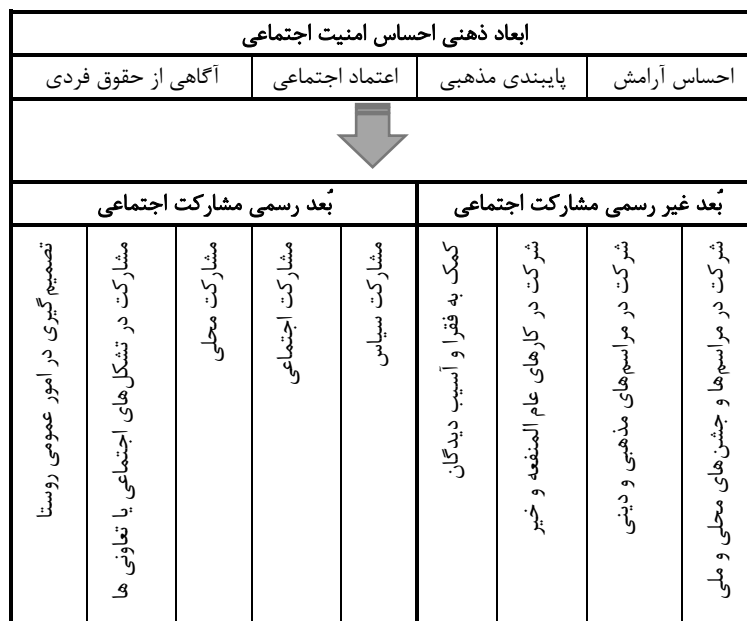 ابعاد ذهنی احساس امنیت اجتماعی
احساس آرامش
پایبندی مذهبی
اعتماد اجتماعی
آگاهی از حقوق فردی
بُعد غیر رسمی مشارکت اجتماعی
بُعد رسمی مشارکت اجتماعی
شرکت در مراسم‌ها و جشن‌های محلی و ملی
شرکت در مراسم‌های مذهبی و دینی
شرکت در کارهای عام المنفعه و خیر
کمک به فقرا و آسیب دیدگان
مشارکت سیاس
مشارکت اجتماعی
مشارکت محلی
مشارکت در تشکل‌های اجتماعی یا تعاونی ها
تصمیم‌گیری در امور عمومی روستا